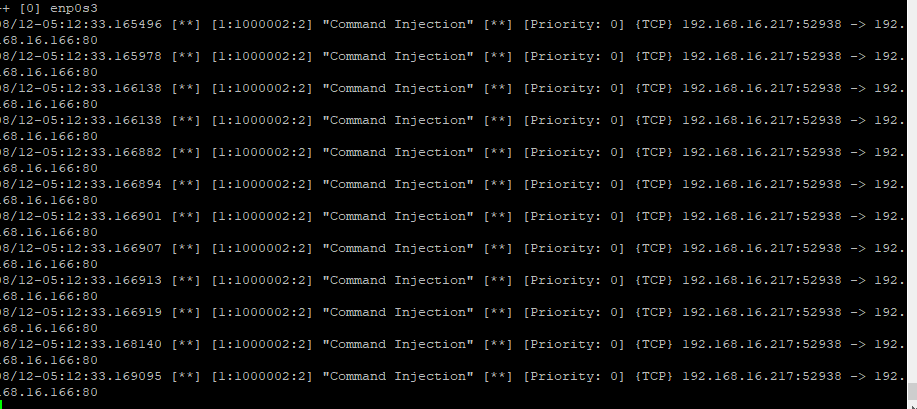 ++ [0] enp0s3
08/12-05:12:33.165496 [**] [1:1000002:2] "Command Injection" [**] [Priority: 0] {TCP} 192.168.16.217:52938 -> 192.
168.16.166:80
08/12-05:12:33.165978 [**] [1:1000002:2] "Command Injection" [**] [Priority: 0] {TCP} 192.168.16.217:52938 -> 192.
168.16.166:80
08/12-05:12:33.166138 [**] [1:1000002:2] "Command Injection" [**] [Priority: 0] {TCP} 192.168.16.217:52938 -> 192.
168.16.166:80
08/12-05:12:33.166138 [**] [1:1000002:2] "Command Injection" [**] [Priority: 0] {TCP} 192.168.16.217:52938 -> 192.
168.16.166:80
08/12-05:12:33.166882 [**] [1:1000002:2] "Command Injection" [**] [Priority: 0] {TCP} 192.168.16.217:52938 -> 192.
168.16.166:80
08/12-05:12:33.166894 [**] [1:1000002:2] "Command Injection" [**] [Priority: 0] {TCP} 192.168.16.217:52938 -> 192.
168.16.166:80
08/12-05:12:33.166901 [**] [1:1000002:2] "Command Injection" [**] [Priority: 0] {TCP} 192.168.16.217:52938 -> 192.
168.16.166:80
08/12-05:12:33.166907 [**] [1:1000002:2] "Command Injection" [**] [Priority: 0] {TCP} 192.168.16.217:52938 -> 192.
168.16.166:80
08/12-05:12:33.166913 [**] [1:1000002:2] "Command Injection" [**] [Priority: 0] {TCP} 192.168.16.217:52938 -> 192.
168.16.166:80
08/12-05:12:33.166919 [**] [1:1000002:2] "Command Injection" [**] [Priority: 0] {TCP} 192.168.16.217:52938 -> 192.
168.16.166:80
08/12-05:12:33.168140 [**] [1:1000002:2] "Command Injection" [**] [Priority: 0] {TCP} 192.168.16.217:52938 -> 192.
168.16.166:80
08/12-05:12:33.169095 [**] [1:1000002:2] "Command Injection" [**] [Priority: 0] {TCP} 192.168.16.217:52938 -> 192.
168.16.166:80